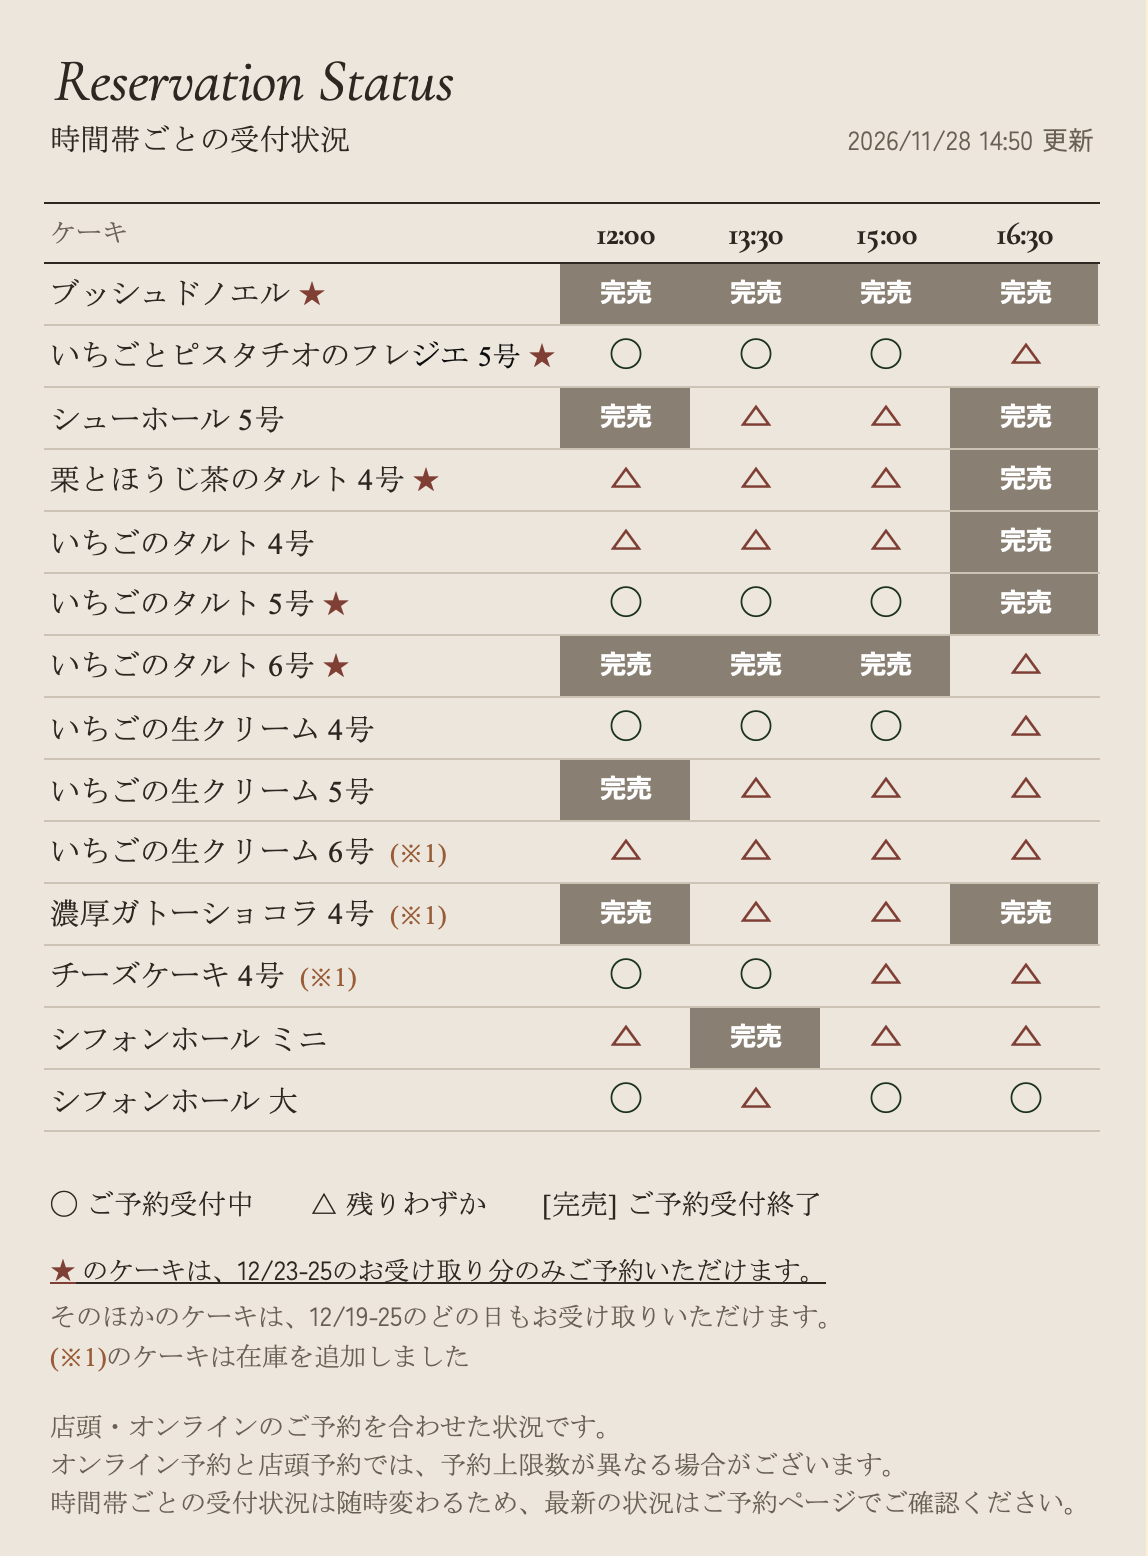 Reservation Status
時間帯ごとの受付状況
2026/11/28 14:50 更新
ケーキ 12:00 13:30 15:00 16:30
ブッシュドノエル ★ 完売 完売 完売 完売
いちごとピスタチオのフレジエ 5号 ★ ○ ○ ○ △
シューホール 5号 完売 △ △ 完売
栗とほうじ茶のタルト 4号 ★ △ △ △ 完売
いちごのタルト 4号 △ △ △ 完売
いちごのタルト 5号 ★ ○ ○ ○ 完売
いちごのタルト 6号 ★ 完売 完売 完売 △
いちごの生クリーム 4号 ○ ○ ○ △
いちごの生クリーム 5号 完売 △ △ △
いちごの生クリーム 6号 (※1) △ △ △ △
濃厚ガトーショコラ 4号 (※1) 完売 △ △ 完売
チーズケーキ 4号 (※1) ○ ○ △ △
シフォンホール ミニ △ 完売 △ △
シフォンホール 大 ○ △ ○ ○
○ ご予約受付中 △ 残りわずか [完売] ご予約受付終了
★ のケーキは、12/23-25のお受け取り分のみご予約いただけます。
そのほかのケーキは、12/19-25のどの日もお受け取りいただけます。
(※1)のケーキは在庫を追加しました
店頭・オンラインのご予約を合わせた状況です。
オンライン予約と店頭予約では、予約上限数が異なる場合がございます。
時間帯ごとの受付状況は随時変わるため、最新の状況はご予約ページでご確認ください。